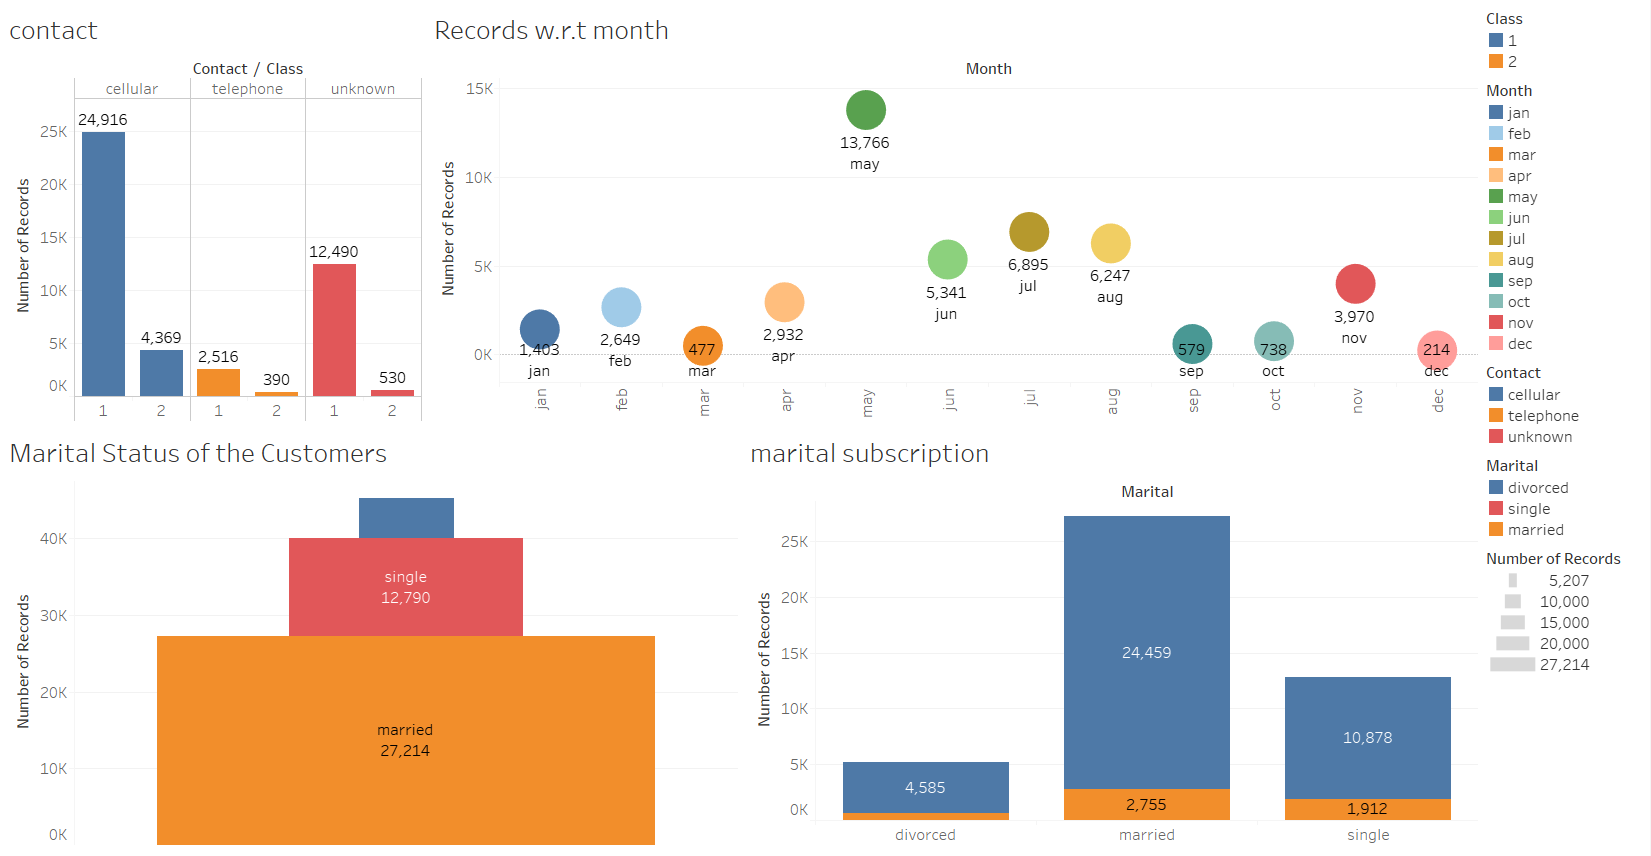 contact
Contact / Class
cellular telephone unknown
Number of Records
25K
20K
15K
10K
5K
0K
24,916
4,369
2,516
390
12,490
530
1 2 1 2 1 2
Records w.r.t month
Month
Number of Records
15K
10K
5K
0K
1,403
jan
2,649
feb
477
mar
2,932
apr
13,766
may
5,341
jun
6,895
jul
6,247
aug
579
sep
738
oct
3,970
nov
214
dec
jan feb mar apr may jun jul aug sep oct nov dec
Marital Status of the Customers
Number of Records
40K
30K
20K
10K
0K
single
12,790
married
27,214
marital subscription
Marital
Number of Records
25K
20K
15K
10K
5K
0K
4,585
24,459
2,755
10,878
1,912
divorced married single
Class
1
2
Month
jan
feb
mar
apr
may
jun
jul
aug
sep
oct
nov
dec
Contact
cellular
telephone
unknown
Marital
divorced
single
married
Number of Records
5,207
10,000
15,000
20,000
27,214